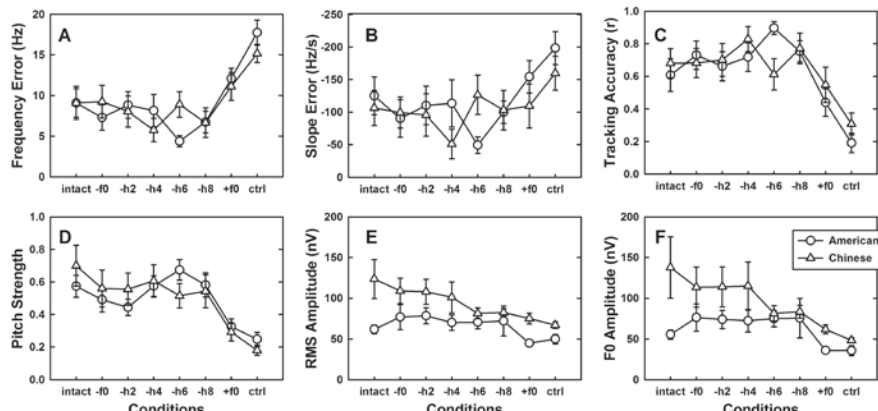 A
Frequency Error (Hz)
20
15
10
5
0
intact -f0 -h2 -h4 -h6 -h8 +f0 ctrl
B
Slope Error (Hz/s)
-200
-150
-100
-50
0
intact -f0 -h2 -h4 -h6 -h8 +f0 ctrl
C
Tracking Accuracy (r)
1.0
0.8
0.6
0.4
0.2
0.0
intact -f0 -h2 -h4 -h6 -h8 +f0 ctrl
D
Pitch Strength
1.0
0.8
0.6
0.4
0.2
0.0
intact -f0 -h2 -h4 -h6 -h8 +f0 ctrl
Conditions
E
RMS Amplitude (nV)
200
150
100
50
0
intact -f0 -h2 -h4 -h6 -h8 +f0 ctrl
Conditions
F
F0 Amplitude (nV)
200
150
100
50
0
American
Chinese
intact -f0 -h2 -h4 -h6 -h8 +f0 ctrl
Conditions